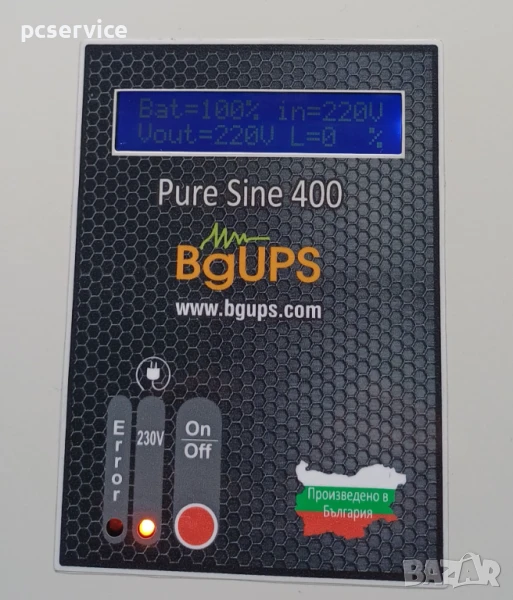 pcservice
Bat=100% in=220V
Vout=220V L=0 %
Pure Sine 400
BgUPS
www.bgups.com
Error
230V
On
Off
Произведено в
България
BAZAR